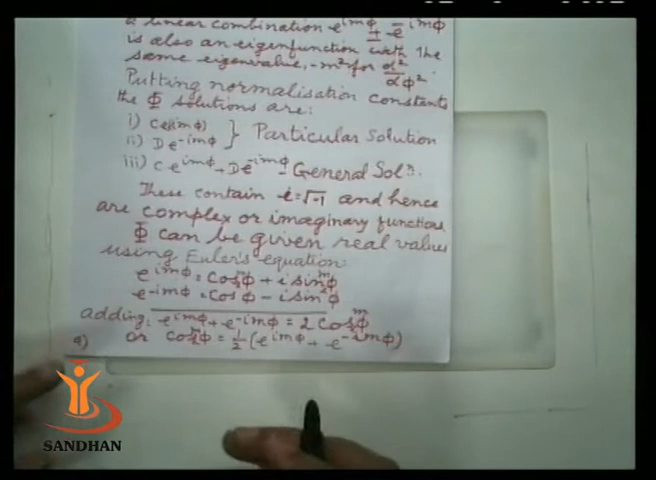 a linear combination e^imφ ± e^-imφ
is also an eigenfunction with the
same eigenvalue, -m² for d²/dφ².
Putting normalisation constants
the Φ solutions are:
i) C e(imφ)
ii) D e^-imφ } Particular Solution
iii) C e^imφ + D e^-imφ - General Solⁿ.
These contain i = √-1 and hence
are complex or imaginary functions
Φ can be given real values
using Euler's equation:
e^imφ = Cos mφ + i sin mφ
e^-imφ = Cos mφ - i sin mφ
adding: e^imφ + e^-imφ = 2 Cos mφ
a) or Cos mφ = 1/2 (e^imφ + e^-imφ)
SANDHAN